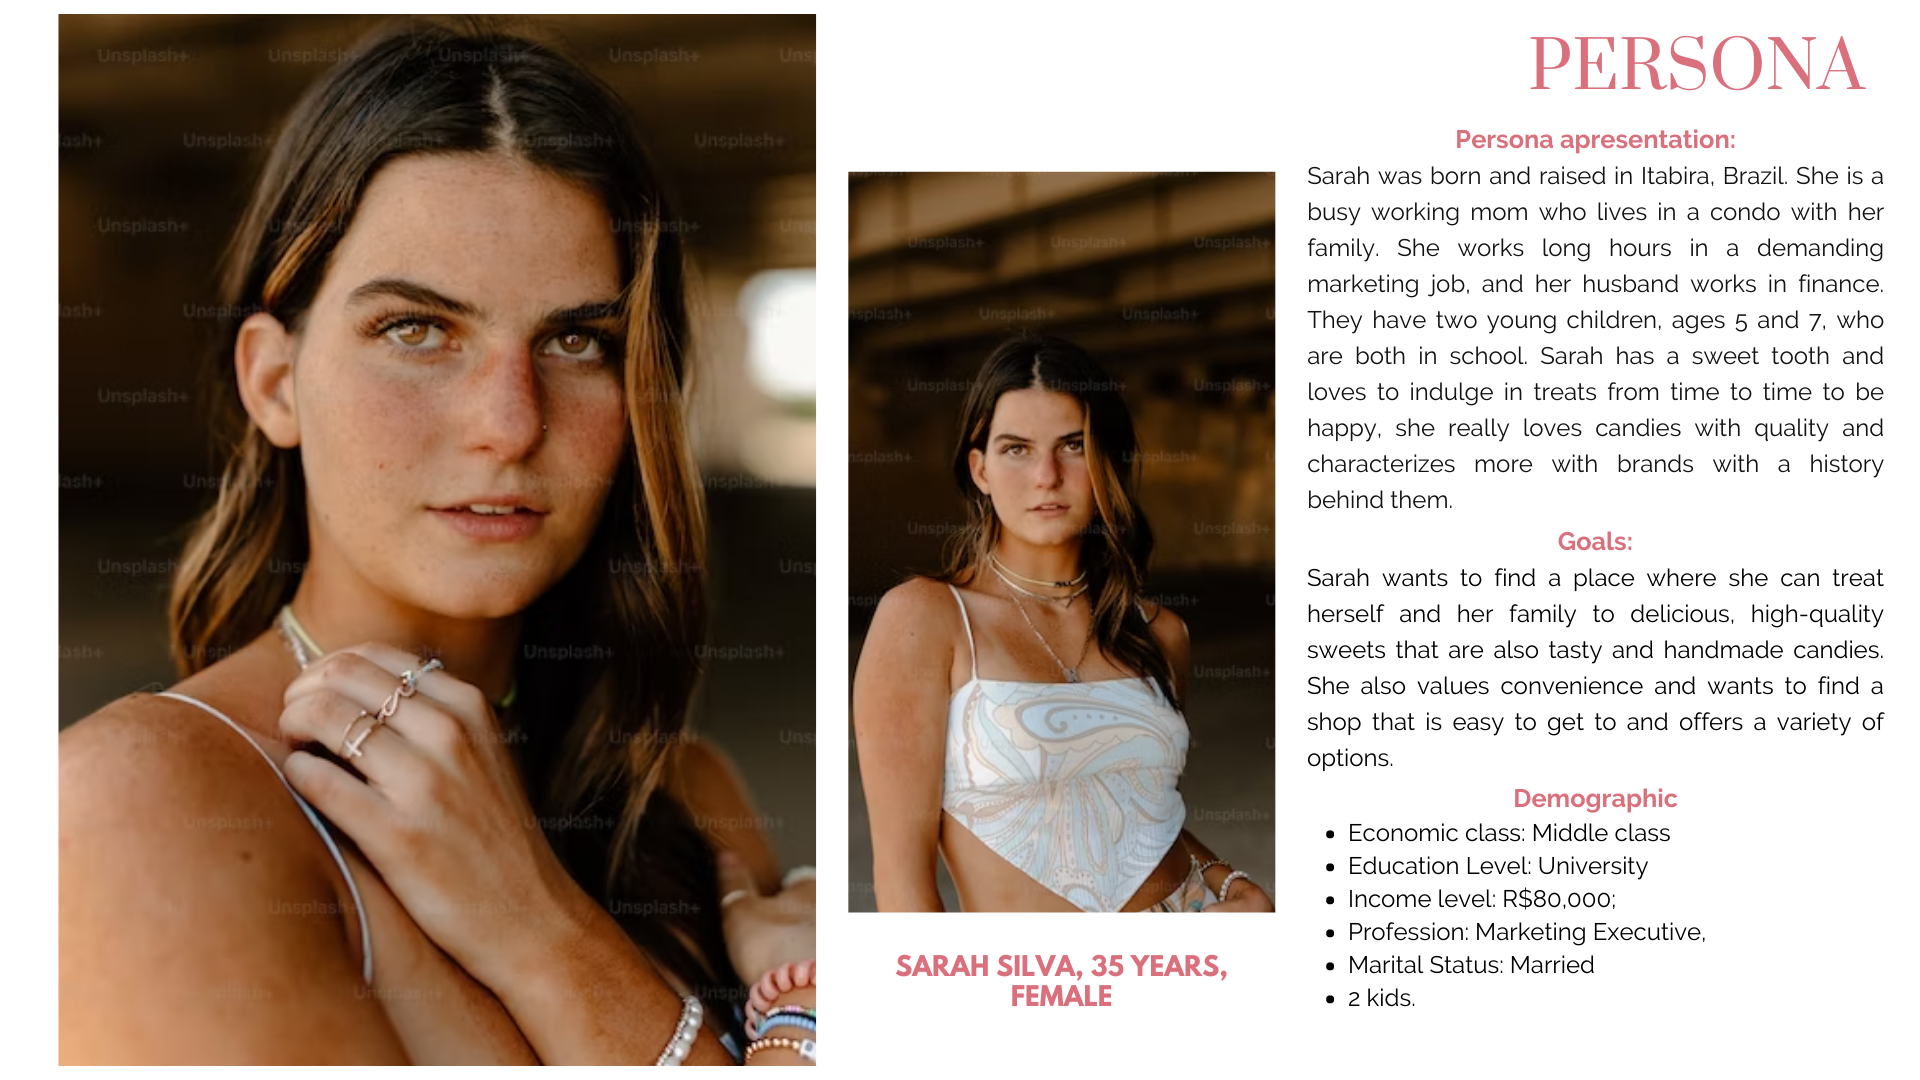 PERSONA
Persona apresentation:
Sarah was born and raised in Itabira, Brazil. She is a
busy working mom who lives in a condo with her
family. She works long hours in a demanding
marketing job, and her husband works in finance.
They have two young children, ages 5 and 7, who
are both in school. Sarah has a sweet tooth and
loves to indulge in treats from time to time to be
happy, she really loves candies with quality and
characterizes more with brands with a history
behind them.
Goals:
Sarah wants to find a place where she can treat
herself and her family to delicious, high-quality
sweets that are also tasty and handmade candies.
She also values convenience and wants to find a
shop that is easy to get to and offers a variety of
options.
Demographic
• Economic class: Middle class
• Education Level: University
• Income level: R$80,000;
• Profession: Marketing Executive,
• Marital Status: Married
• 2 kids.
SARAH SILVA, 35 YEARS,
FEMALE
Unsplash+